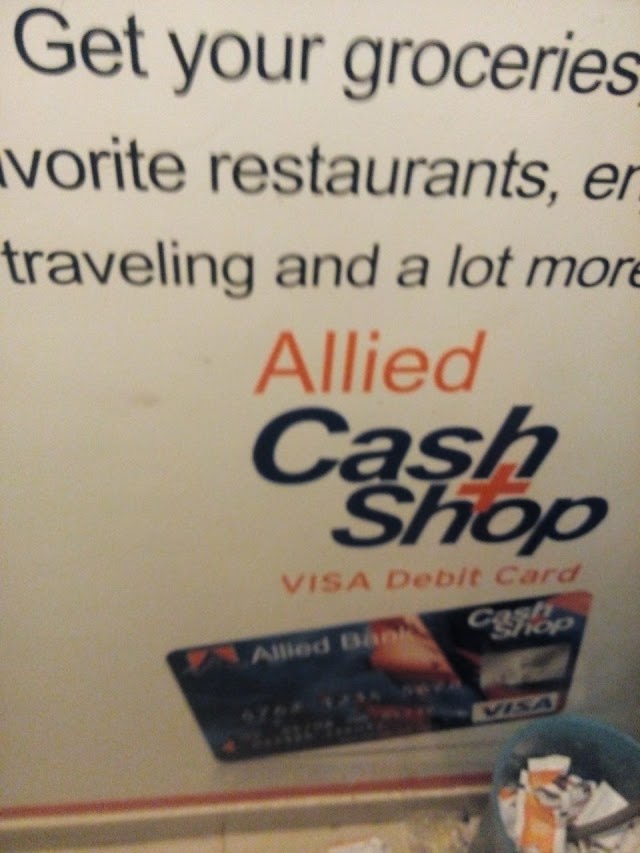 Get your groceries,
avorite restaurants, en
traveling and a lot more
Allied
Cash
+
Shop
VISA Debit Card
Allied Bank
Cash
Shop
VISA